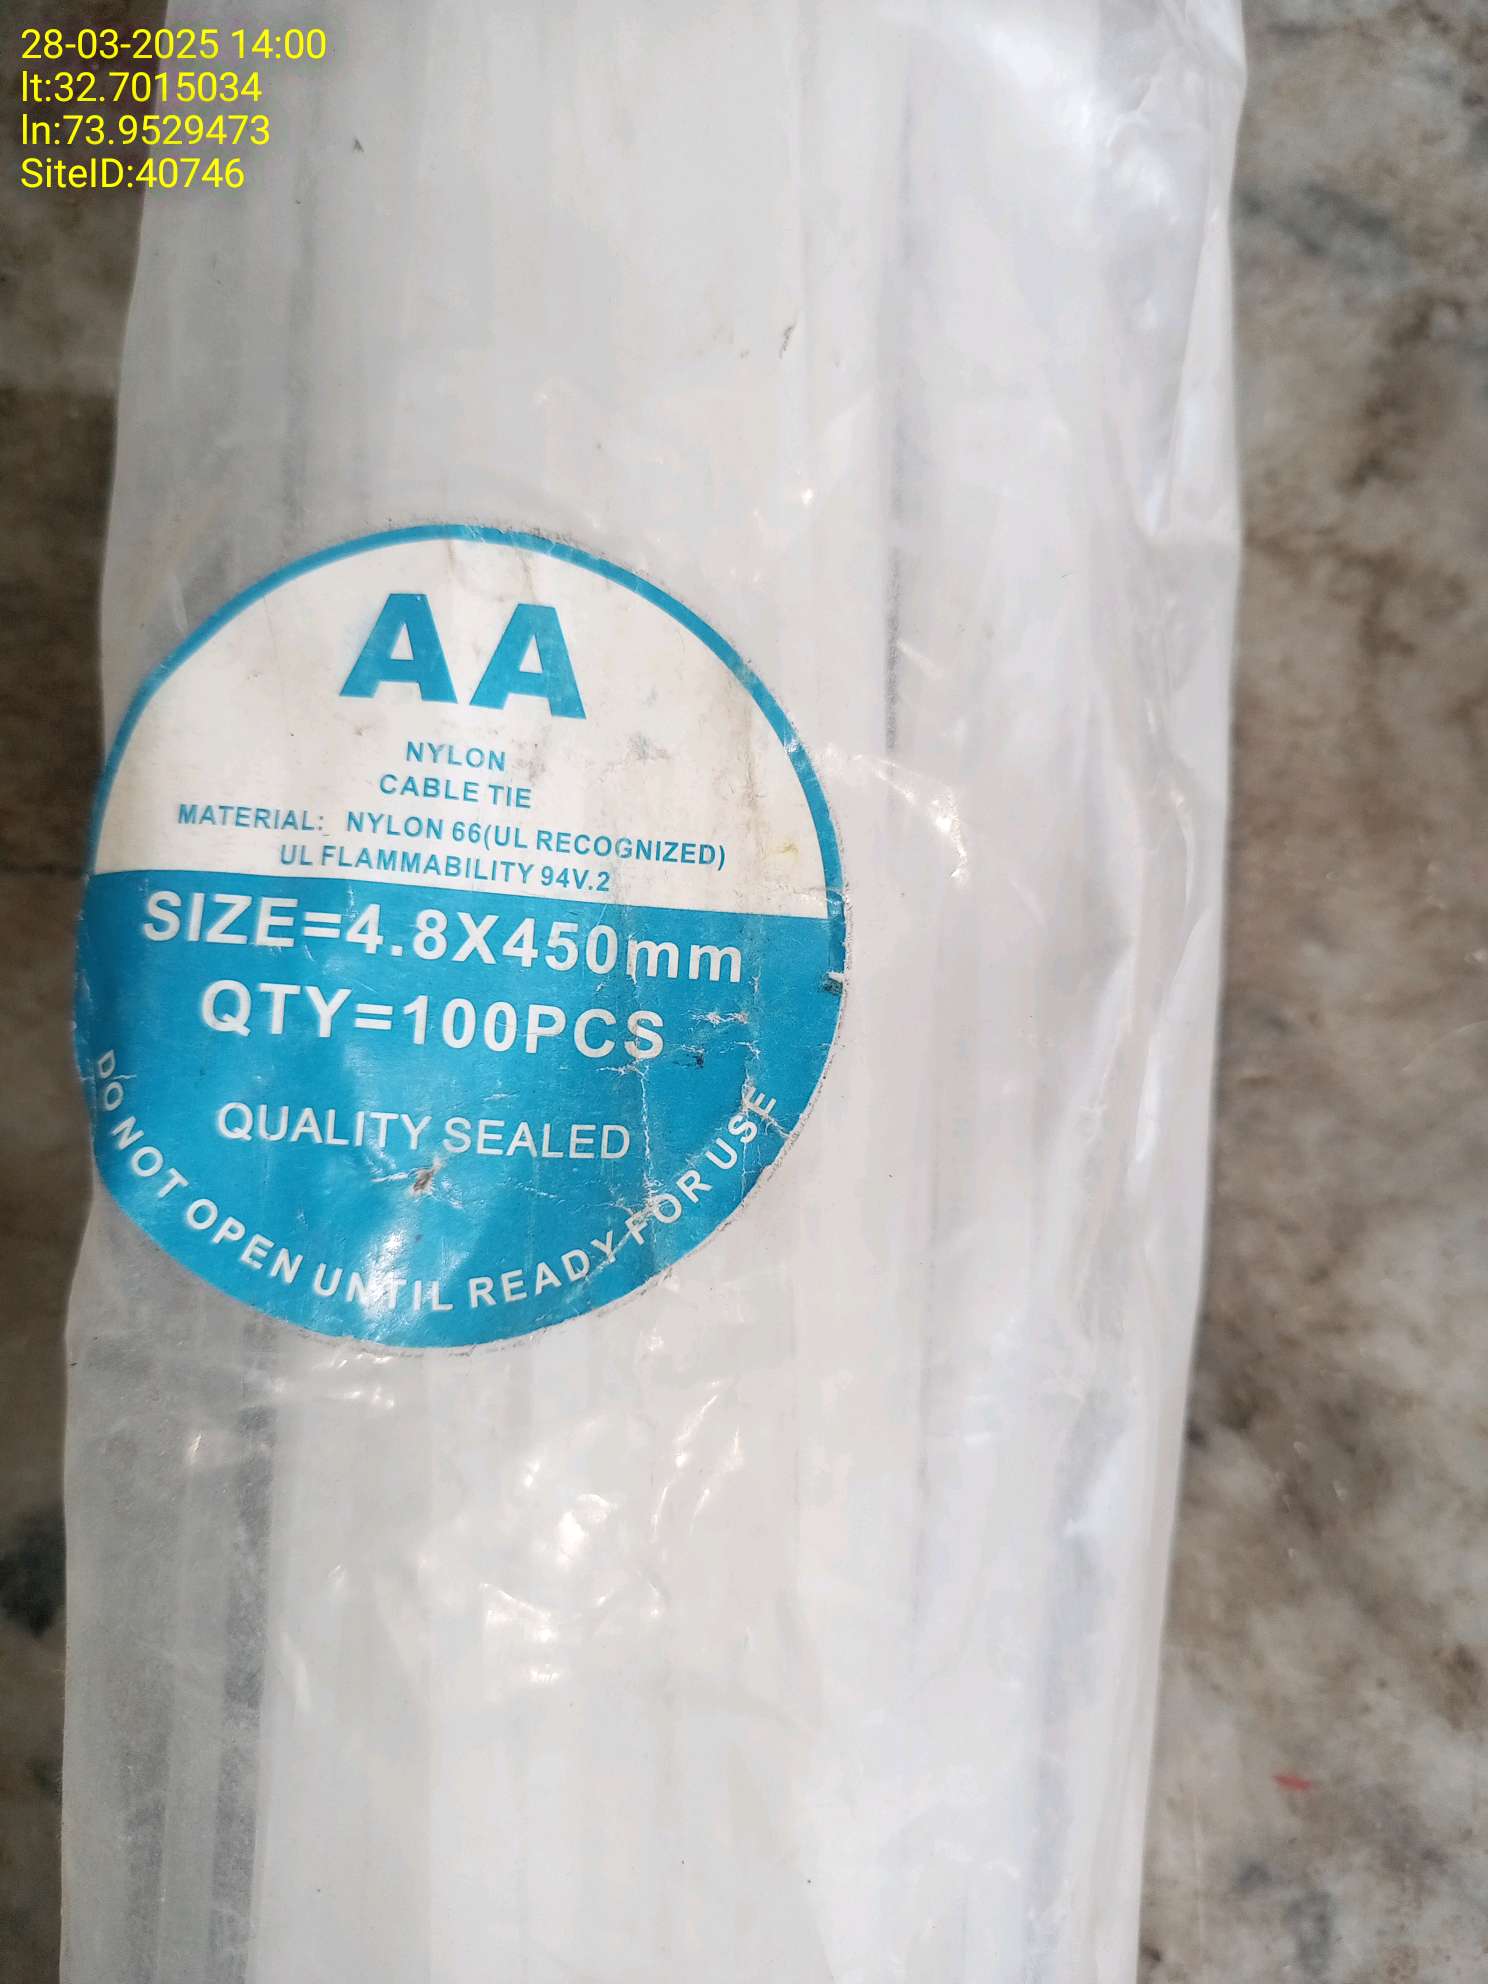 28-03-2025 14:00
lt:32.7015034
ln:73.9529473
SiteID:40746
AA
NYLON
CABLE TIE
MATERIAL: NYLON 66(UL RECOGNIZED)
UL FLAMMABILITY 94V.2
SIZE=4.8X450mm
QTY=100PCS
QUALITY SEALED
DO NOT OPEN UNTIL READY FOR USE